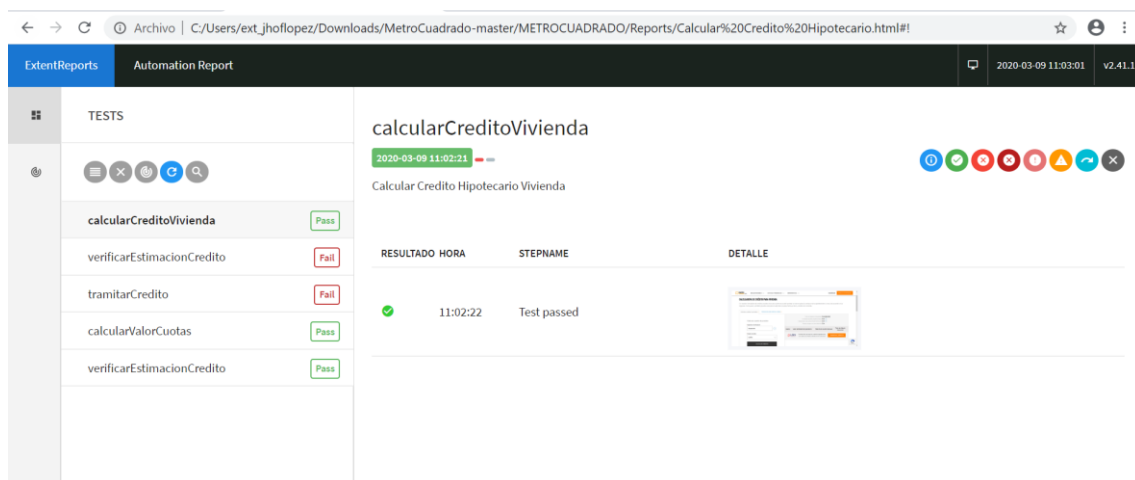 Archivo | C:/Users/ext_jhoflopez/Downloads/MetroCuadrado-master/METROCUADRADO/Reports/Calcular%20Credito%20Hipotecario.html#!
ExtentReports Automation Report 2020-03-09 11:03:01 v2.41.1
TESTS
calcularCreditoVivienda Pass
verificarEstimacionCredito Fail
tramitarCredito Fail
calcularValorCuotas Pass
verificarEstimacionCredito Pass
calcularCreditoVivienda
2020-03-09 11:02:21
Calcular Credito Hipotecario Vivienda
RESULTADO HORA STEPNAME DETALLE
11:02:22 Test passed